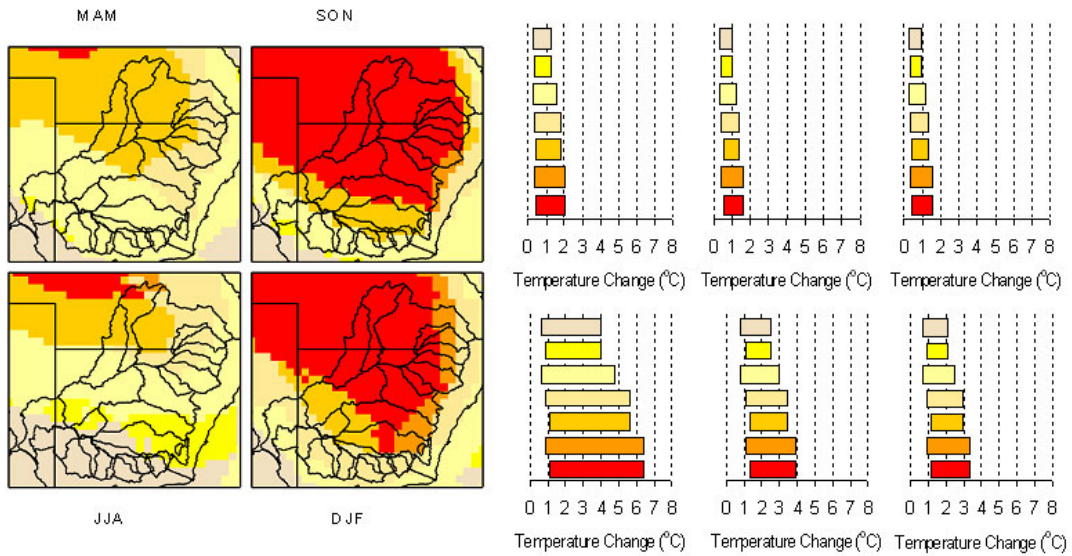 MAM SON
0 1 2 3 4 5 6 7 8 0 1 2 3 4 5 6 7 8 0 1 2 3 4 5 6 7 8
Temperature Change (°C) Temperature Change (°C) Temperature Change (°C)
0 1 2 3 4 5 6 7 8 0 1 2 3 4 5 6 7 8 0 1 2 3 4 5 6 7 8
JJA DJF
Temperature Change (°C) Temperature Change (°C) Temperature Change (°C)